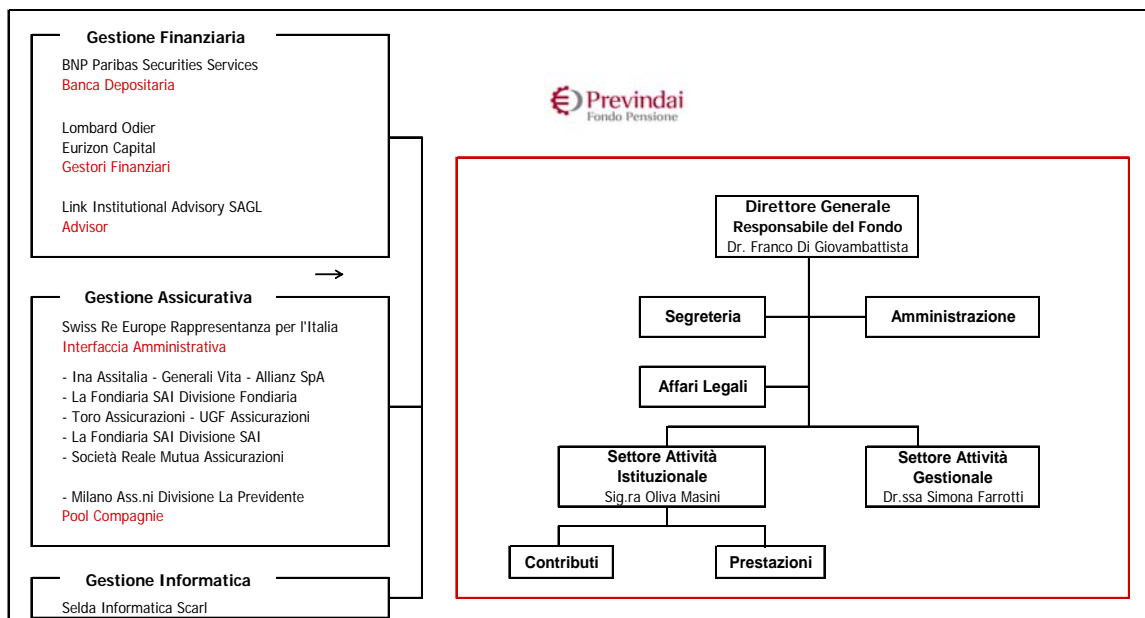 Gestione Finanziaria
BNP Paribas Securities Services
Banca Depositaria
Lombard Odier
Eurizon Capital
Gestori Finanziari
Link Institutional Advisory SAGL
Advisor
Gestione Assicurativa
Swiss Re Europe Rappresentanza per l'Italia
Interfaccia Amministrativa
- Ina Assitalia - Generali Vita - Allianz SpA
- La Fondiaria SAI Divisione Fondiaria
- Toro Assicurazioni - UGF Assicurazioni
- La Fondiaria SAI Divisione SAI
- Società Reale Mutua Assicurazioni
- Milano Ass.ni Divisione La Previdente
Pool Compagnie
Gestione Informatica
Selda Informatica Scarl
Previndai
Fondo Pensione
Direttore Generale
Responsabile del Fondo
Dr. Franco Di Giovambattista
Segreteria
Amministrazione
Affari Legali
Settore Attività
Istituzionale
Sig.ra Oliva Masini
Settore Attività
Gestionale
Dr.ssa Simona Farrotti
Contributi
Prestazioni